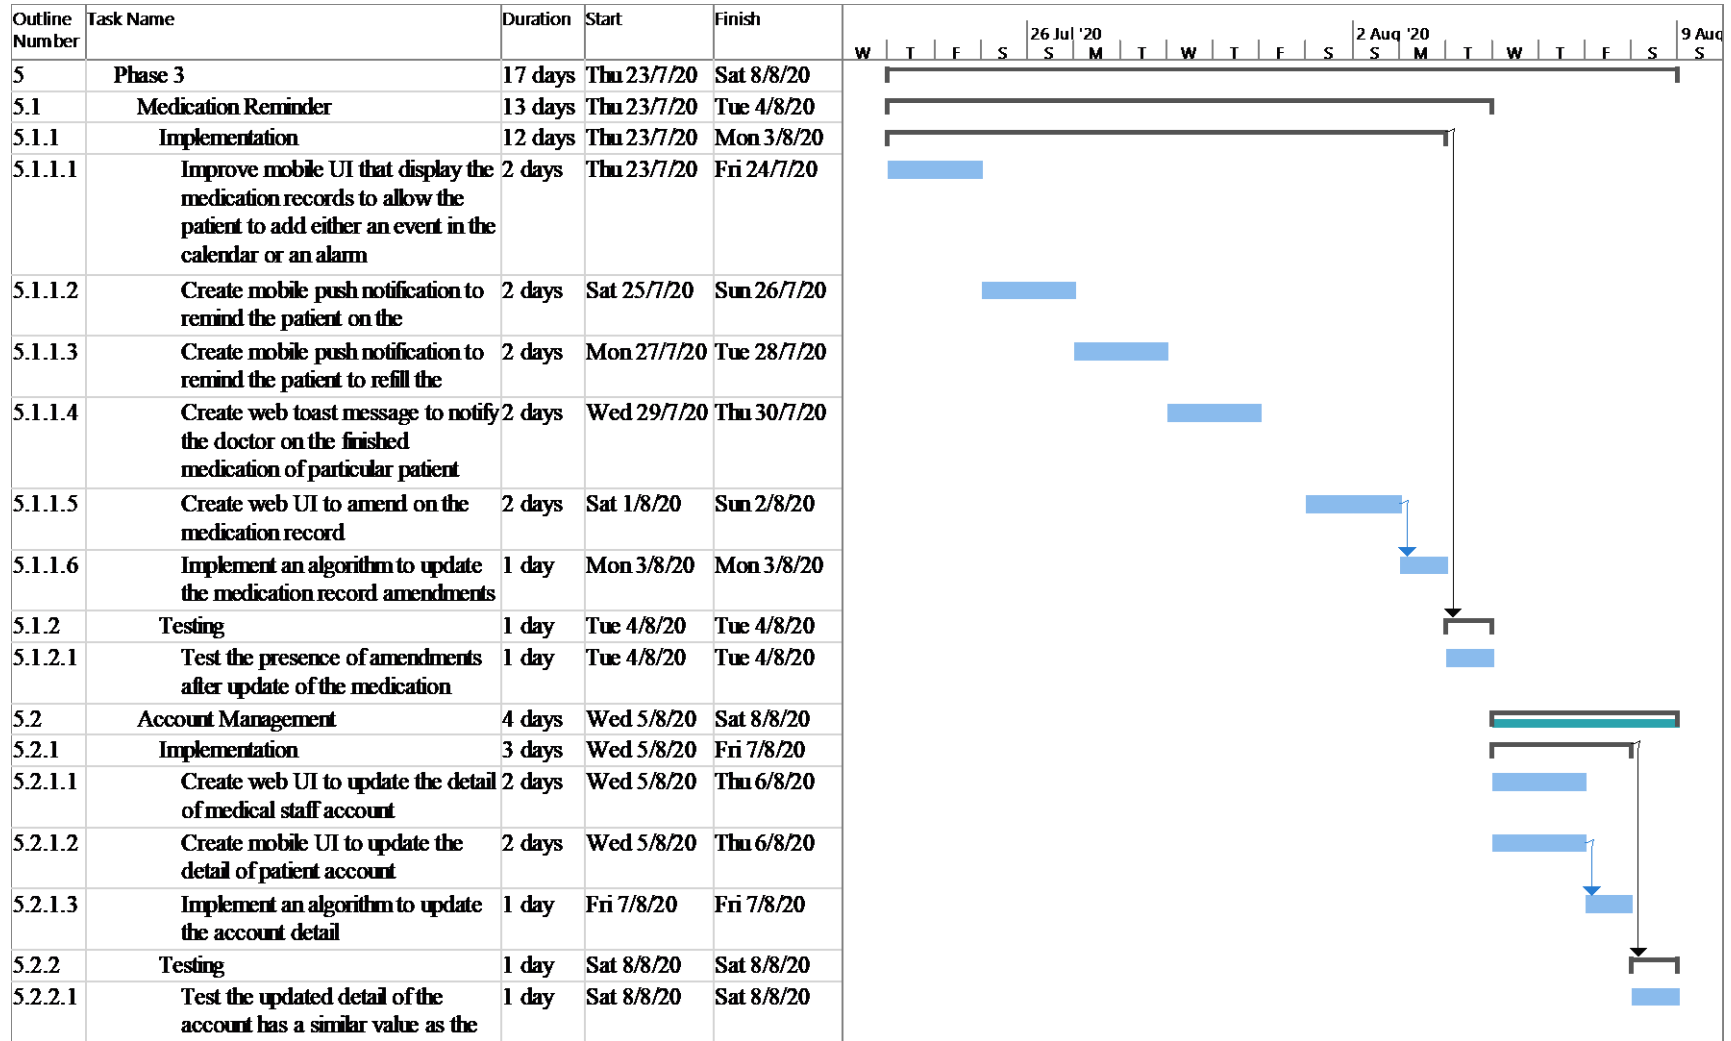 Outline Number Task Name Duration Start Finish
26 Jul '20 2 Aug '20 9 Aug
W T F S S M T W T F S S M T W T F S S
5 Phase 3 17 days Thu 23/7/20 Sat 8/8/20
5.1 Medication Reminder 13 days Thu 23/7/20 Tue 4/8/20
5.1.1 Implementation 12 days Thu 23/7/20 Mon 3/8/20
5.1.1.1 Improve mobile UI that display the 2 days Thu 23/7/20 Fri 24/7/20
medication records to allow the
patient to add either an event in the
calendar or an alarm
5.1.1.2 Create mobile push notification to 2 days Sat 25/7/20 Sun 26/7/20
remind the patient on the
5.1.1.3 Create mobile push notification to 2 days Mon 27/7/20 Tue 28/7/20
remind the patient to refill the
5.1.1.4 Create web toast message to notify 2 days Wed 29/7/20 Thu 30/7/20
the doctor on the finished
medication of particular patient
5.1.1.5 Create web UI to amend on the 2 days Sat 1/8/20 Sun 2/8/20
medication record
5.1.1.6 Implement an algorithm to update 1 day Mon 3/8/20 Mon 3/8/20
the medication record amendments
5.1.2 Testing 1 day Tue 4/8/20 Tue 4/8/20
5.1.2.1 Test the presence of amendments 1 day Tue 4/8/20 Tue 4/8/20
after update of the medication
5.2 Account Management 4 days Wed 5/8/20 Sat 8/8/20
5.2.1 Implementation 3 days Wed 5/8/20 Fri 7/8/20
5.2.1.1 Create web UI to update the detail 2 days Wed 5/8/20 Thu 6/8/20
of medical staff account
5.2.1.2 Create mobile UI to update the 2 days Wed 5/8/20 Thu 6/8/20
detail of patient account
5.2.1.3 Implement an algorithm to update 1 day Fri 7/8/20 Fri 7/8/20
the account detail
5.2.2 Testing 1 day Sat 8/8/20 Sat 8/8/20
5.2.2.1 Test the updated detail of the 1 day Sat 8/8/20 Sat 8/8/20
account has a similar value as the